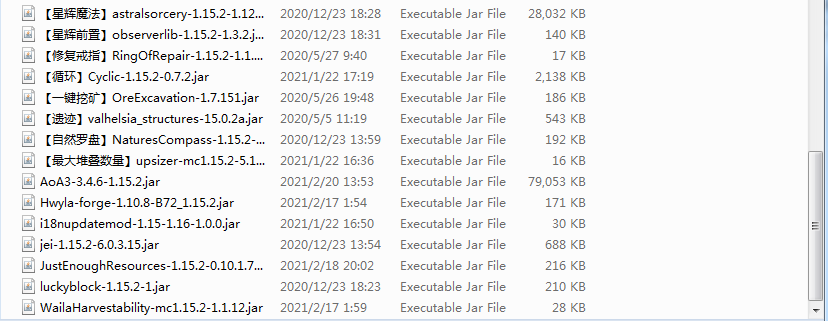 【星辉魔法】astralsorcery-1.15.2-1.12... 2020/12/23 18:28 Executable Jar File 28,032 KB
【星辉前置】observerlib-1.15.2-1.3.2.j... 2020/12/23 18:31 Executable Jar File 140 KB
【修复戒指】RingOfRepair-1.15.2-1.1.... 2020/5/27 9:40 Executable Jar File 17 KB
【循环】Cyclic-1.15.2-0.7.2.jar 2021/1/22 17:19 Executable Jar File 2,138 KB
【一键挖矿】OreExcavation-1.7.151.jar 2020/5/26 19:48 Executable Jar File 186 KB
【遗迹】valhelsia_structures-15.0.2a.jar 2020/5/5 11:19 Executable Jar File 543 KB
【自然罗盘】NaturesCompass-1.15.2-... 2020/12/23 13:59 Executable Jar File 192 KB
【最大堆叠数量】upsizer-mc1.15.2-5.1... 2021/1/22 16:36 Executable Jar File 16 KB
AoA3-3.4.6-1.15.2.jar 2021/2/20 13:53 Executable Jar File 79,053 KB
Hwyla-forge-1.10.8-B72_1.15.2.jar 2021/2/17 1:54 Executable Jar File 171 KB
i18nupdatemod-1.15-1.16-1.0.0.jar 2021/1/22 16:50 Executable Jar File 30 KB
jei-1.15.2-6.0.3.15.jar 2020/12/23 13:54 Executable Jar File 688 KB
JustEnoughResources-1.15.2-0.10.1.7... 2021/2/18 20:02 Executable Jar File 216 KB
luckyblock-1.15.2-1.jar 2020/12/23 18:23 Executable Jar File 210 KB
WailaHarvestability-mc1.15.2-1.1.12.jar 2021/2/17 1:59 Executable Jar File 28 KB